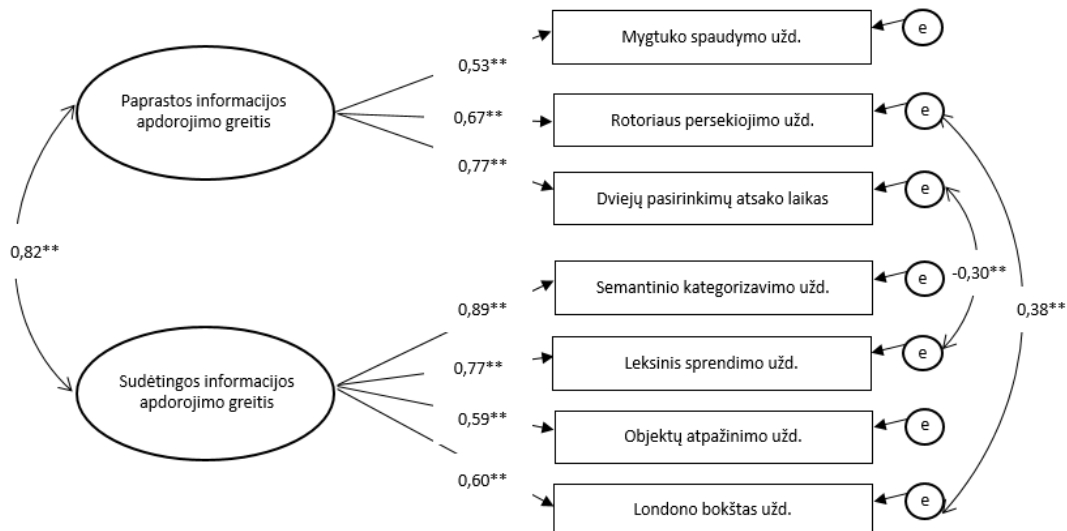 Mygtuko spaudymo užd.
e
0,53**
Paprastos informacijos
apdorojimo greitis
0,67**
Rotoriaus persekiojimo užd.
e
0,77**
Dviejų pasirinkimų atsako laikas
e
0,82**
-0,30**
Semantinio kategorizavimo užd.
e
0,89**
0,38**
0,77**
Leksinis sprendimo užd.
e
Sudėtingos informacijos
apdorojimo greitis
0,59**
Objektų atpažinimo užd.
e
0,60**
Londono bokštas užd.
e